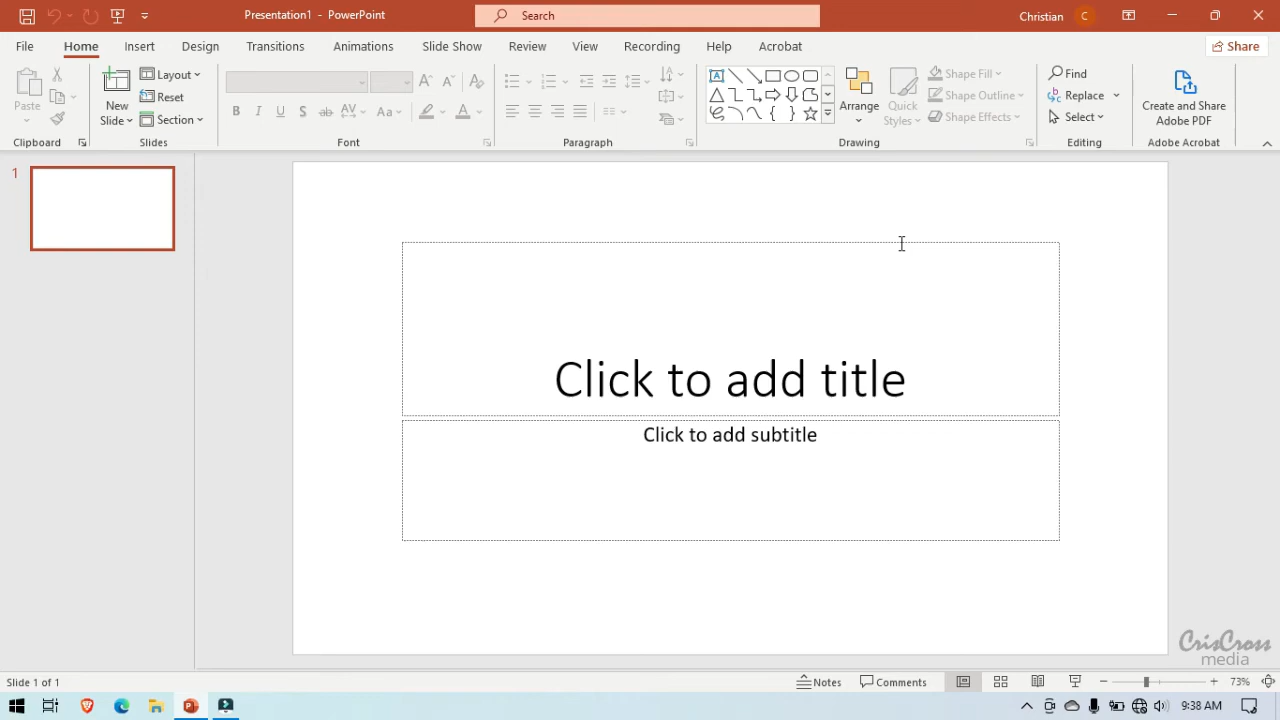 Presentation1 - PowerPoint
Search
Christian
C
File Home Insert Design Transitions Animations Slide Show Review View Recording Help Acrobat
Share
Paste
New
Slide
Layout
Reset
Section
B I U S ab AV Aa A
Arrange
Quick
Styles
Shape Fill
Shape Outline
Shape Effects
Find
Replace
Select
Create and Share
Adobe PDF
Clipboard
Slides
Font
Paragraph
Drawing
Editing
Adobe Acrobat
1
Click to add title
Click to add subtitle
CrisCross
media
Slide 1 of 1
Notes
Comments
73%
9:38 AM